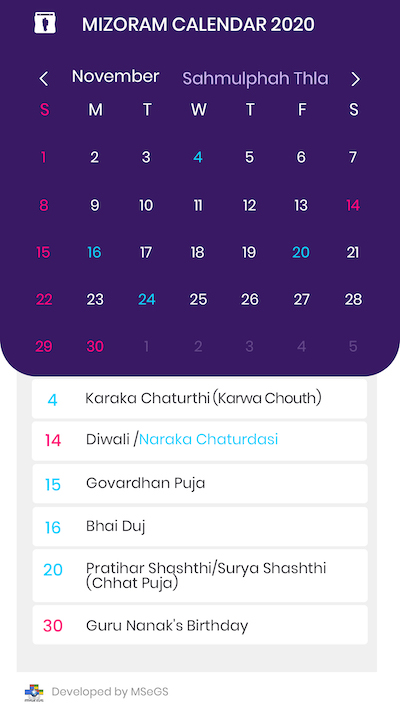 MIZORAM CALENDAR 2020
November Sahmulphah Thla
S M T W T F S
1 2 3 4 5 6 7
8 9 10 11 12 13 14
15 16 17 18 19 20 21
22 23 24 25 26 27 28
29 30 1 2 3 4 5
4 Karaka Chaturthi (Karwa Chouth)
14 Diwali /Naraka Chaturdasi
15 Govardhan Puja
16 Bhai Duj
20 Pratihar Shashthi/Surya Shashthi
(Chhat Puja)
30 Guru Nanak's Birthday
Developed by MSeGS